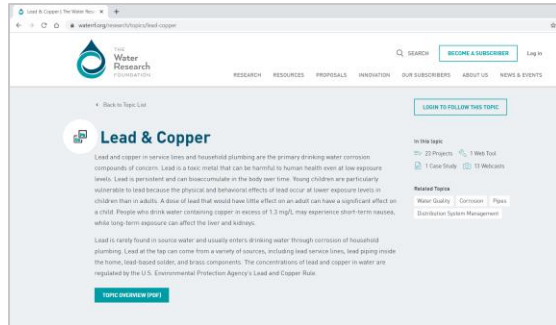 Lead & Copper | The Water Res
waterrf.org/research/topics/lead-copper
THE
Water
Research
FOUNDATION
SEARCH
BECOME A SUBSCRIBER
Log in
RESEARCH RESOURCES PROPOSALS INNOVATION OUR SUBSCRIBERS ABOUT US NEWS & EVENTS
Back to Topic List
LOGIN TO FOLLOW THIS TOPIC
Lead & Copper
Lead and copper in service lines and household plumbing are the primary drinking water corrosion
compounds of concern. Lead is a toxic metal that can be harmful to human health even at low exposure
levels. Lead is persistent and can bioaccumulate in the body over time. Young children are particularly
vulnerable to lead because the physical and behavioral effects of lead occur at lower exposure levels in
children than in adults. A dose of lead that would have little effect on an adult can have a significant effect on
a child. People who drink water containing copper in excess of 1.3 mg/L may experience short-term nausea,
while long-term exposure can affect the liver and kidneys.
Lead is rarely found in source water and usually enters drinking water through corrosion of household
plumbing. Lead at the tap can come from a variety of sources, including lead service lines, lead piping inside
the home, lead-based solder, and brass components. The concentrations of lead and copper in water are
regulated by the U.S. Environmental Protection Agency's Lead and Copper Rule.
TOPIC OVERVIEW (PDF)
In this topic
23 Projects 1 Web Tool
1 Case Study 13 Webcasts
Related Topics
Water Quality Corrosion Pipes
Distribution System Management